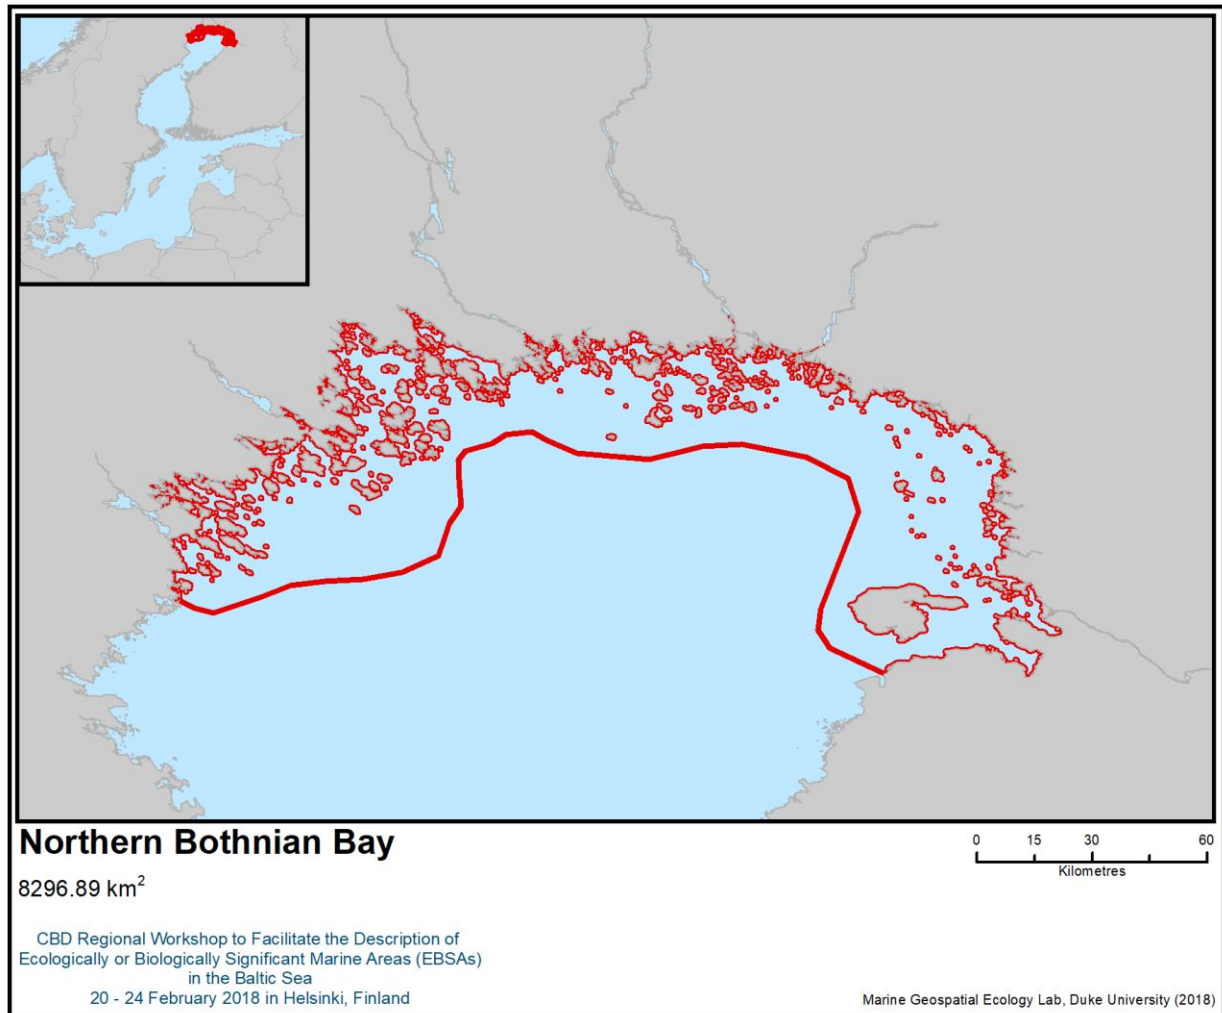 Northern Bothnian Bay
8296.89 km²
0 15 30 60
Kilometres
CBD Regional Workshop to Facilitate the Description of
Ecologically or Biologically Significant Marine Areas (EBSAs)
in the Baltic Sea
20 - 24 February 2018 in Helsinki, Finland
Marine Geospatial Ecology Lab, Duke University (2018)